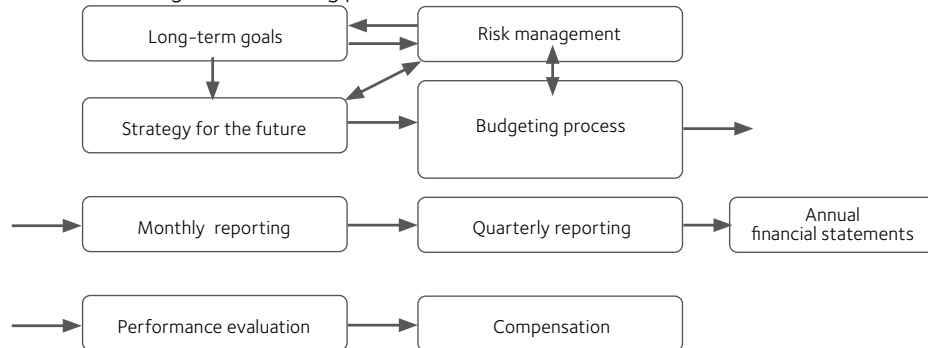 Long-term goals
Risk management
Strategy for the future
Budgeting process
Monthly reporting
Quarterly reporting
Annual
financial statements
Performance evaluation
Compensation